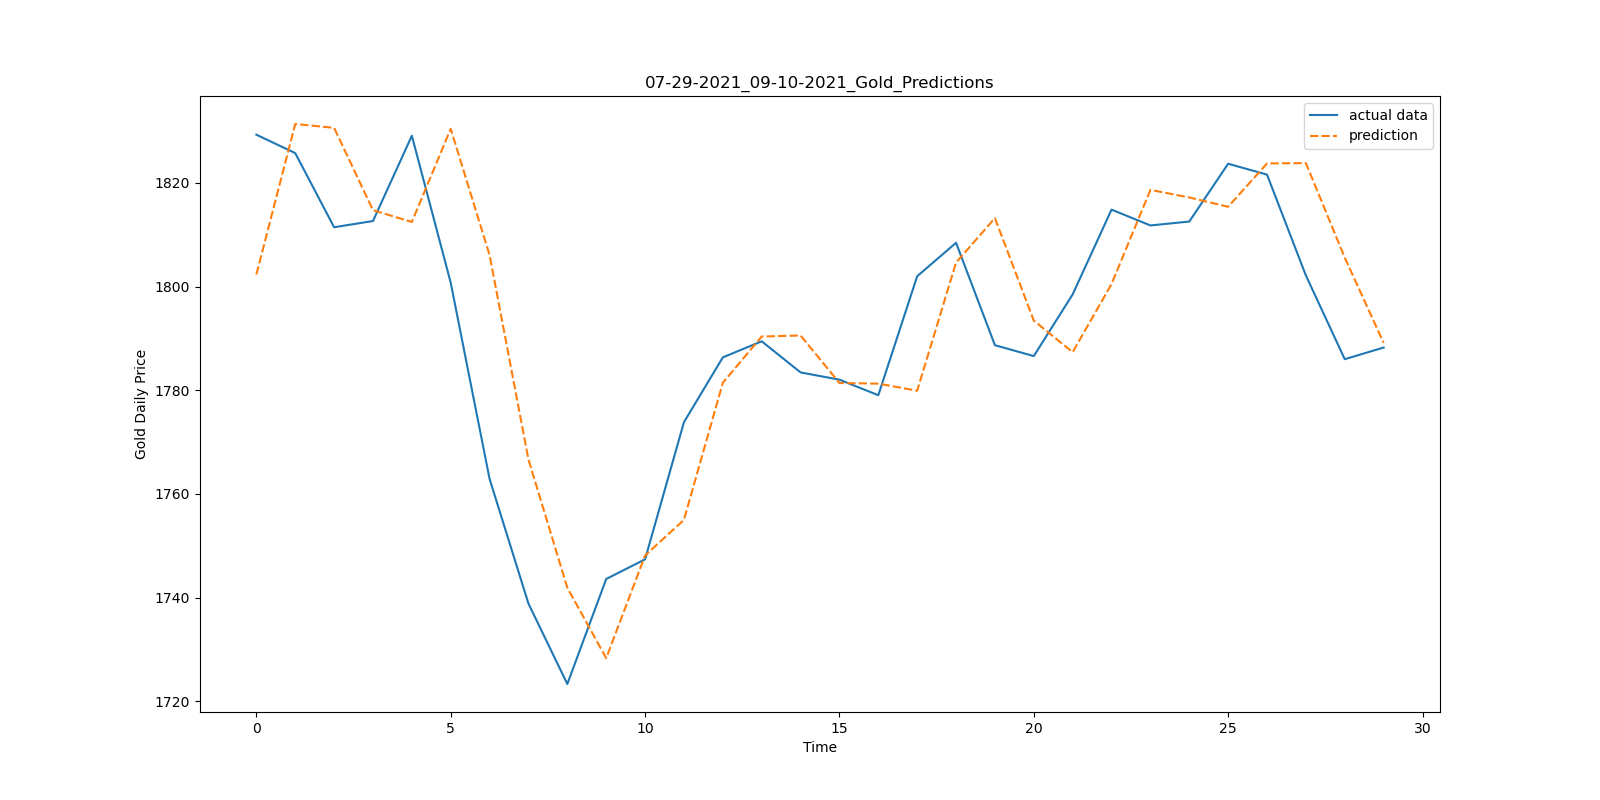 07-29-2021_09-10-2021_Gold_Predictions
actual data
prediction
Gold Daily Price
1820
1800
1780
1760
1740
1720
0 5 10 15 20 25 30
Time